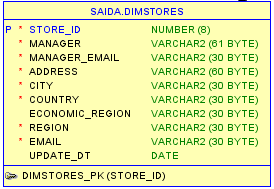 SAIDA.DIMSTORES
P * STORE_ID NUMBER (8)
* MANAGER VARCHAR2 (61 BYTE)
* MANAGER_EMAIL VARCHAR2 (30 BYTE)
* ADDRESS VARCHAR2 (60 BYTE)
* CITY VARCHAR2 (30 BYTE)
* COUNTRY VARCHAR2 (30 BYTE)
ECONOMIC_REGION VARCHAR2 (30 BYTE)
* REGION VARCHAR2 (30 BYTE)
* EMAIL VARCHAR2 (30 BYTE)
UPDATE_DT DATE
DIMSTORES_PK (STORE_ID)